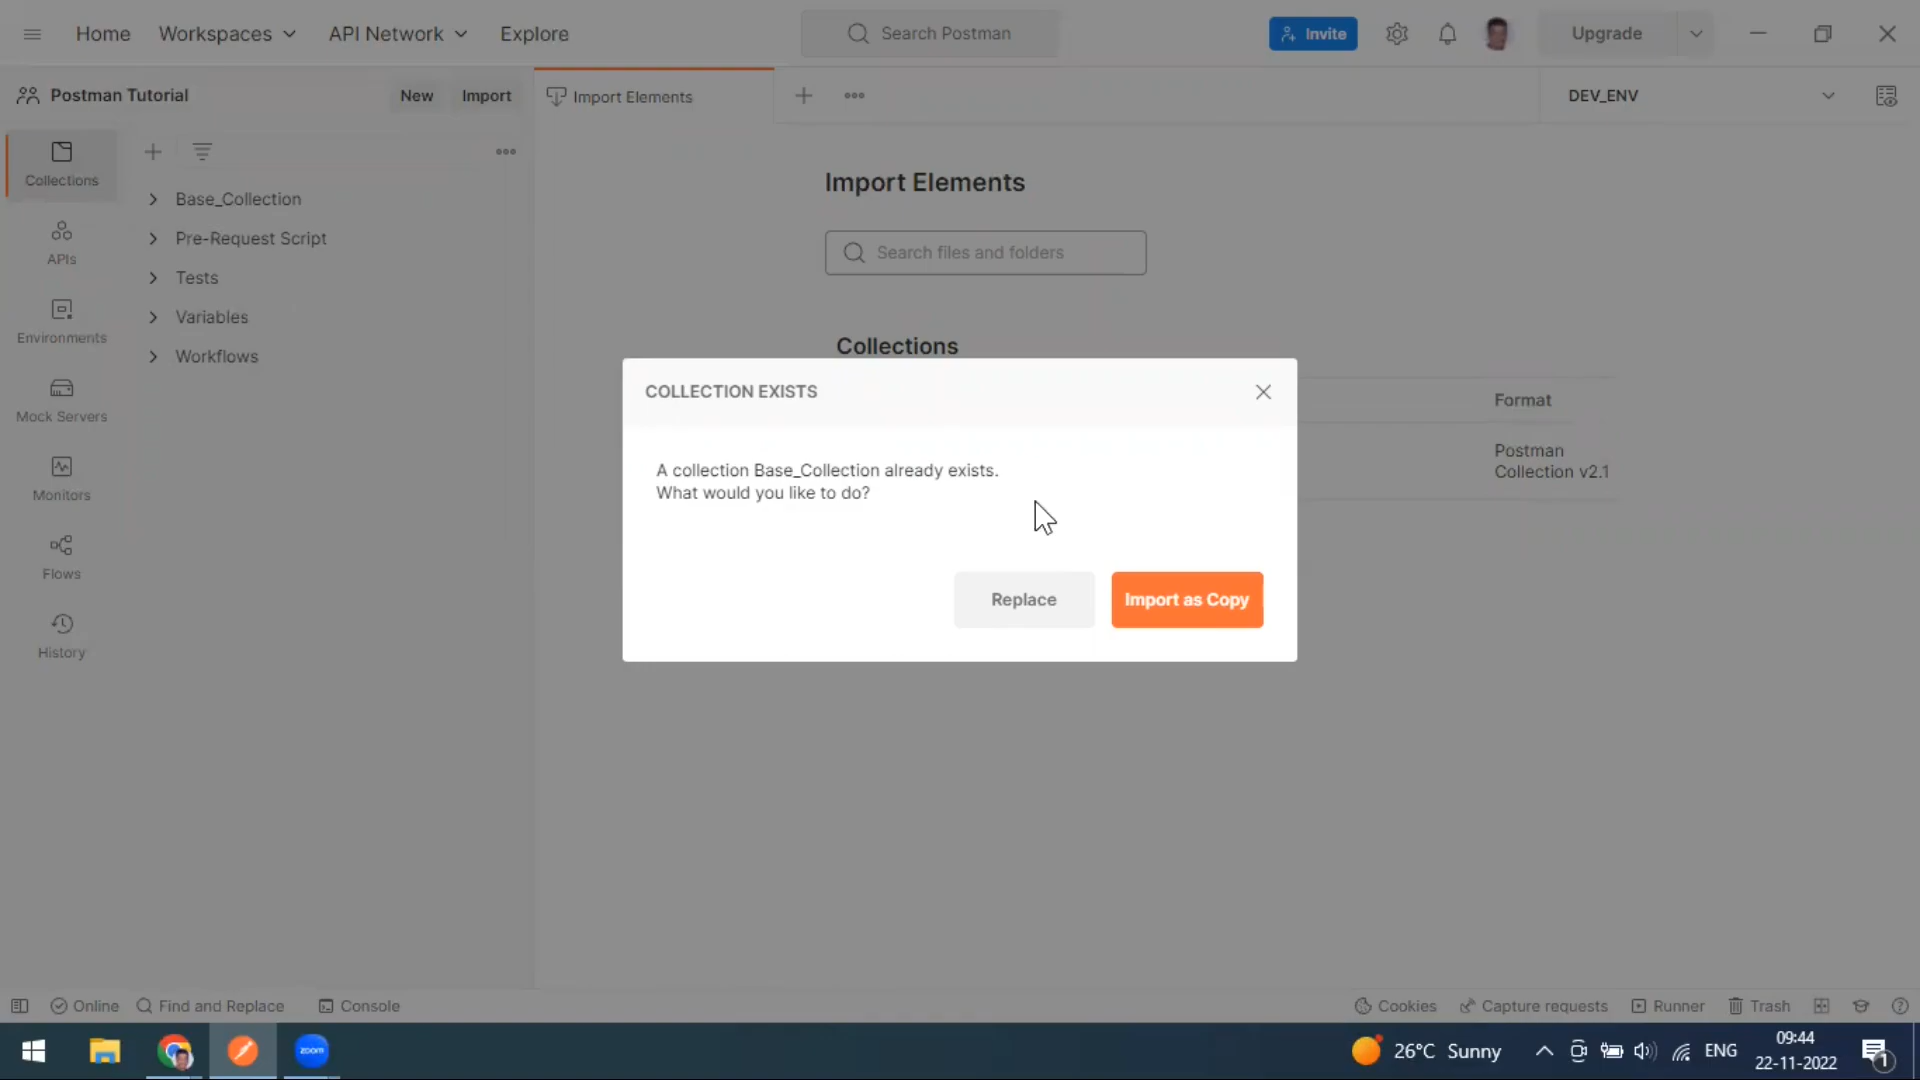 Home
Workspaces
API Network
Explore
Search Postman
Invite
Upgrade
Postman Tutorial
New
Import
Import Elements
DEV_ENV
Collections
APIs
Environments
Mock Servers
Monitors
Flows
History
Base_Collection
Pre-Request Script
Tests
Variables
Workflows
Import Elements
Search files and folders
Collections
Format
Postman
Collection v2.1
COLLECTION EXISTS
A collection Base_Collection already exists.
What would you like to do?
Replace
Import as Copy
Online
Find and Replace
Console
Cookies
Capture requests
Runner
Trash
zoom
26°C Sunny
ENG
09:44
22-11-2022
1